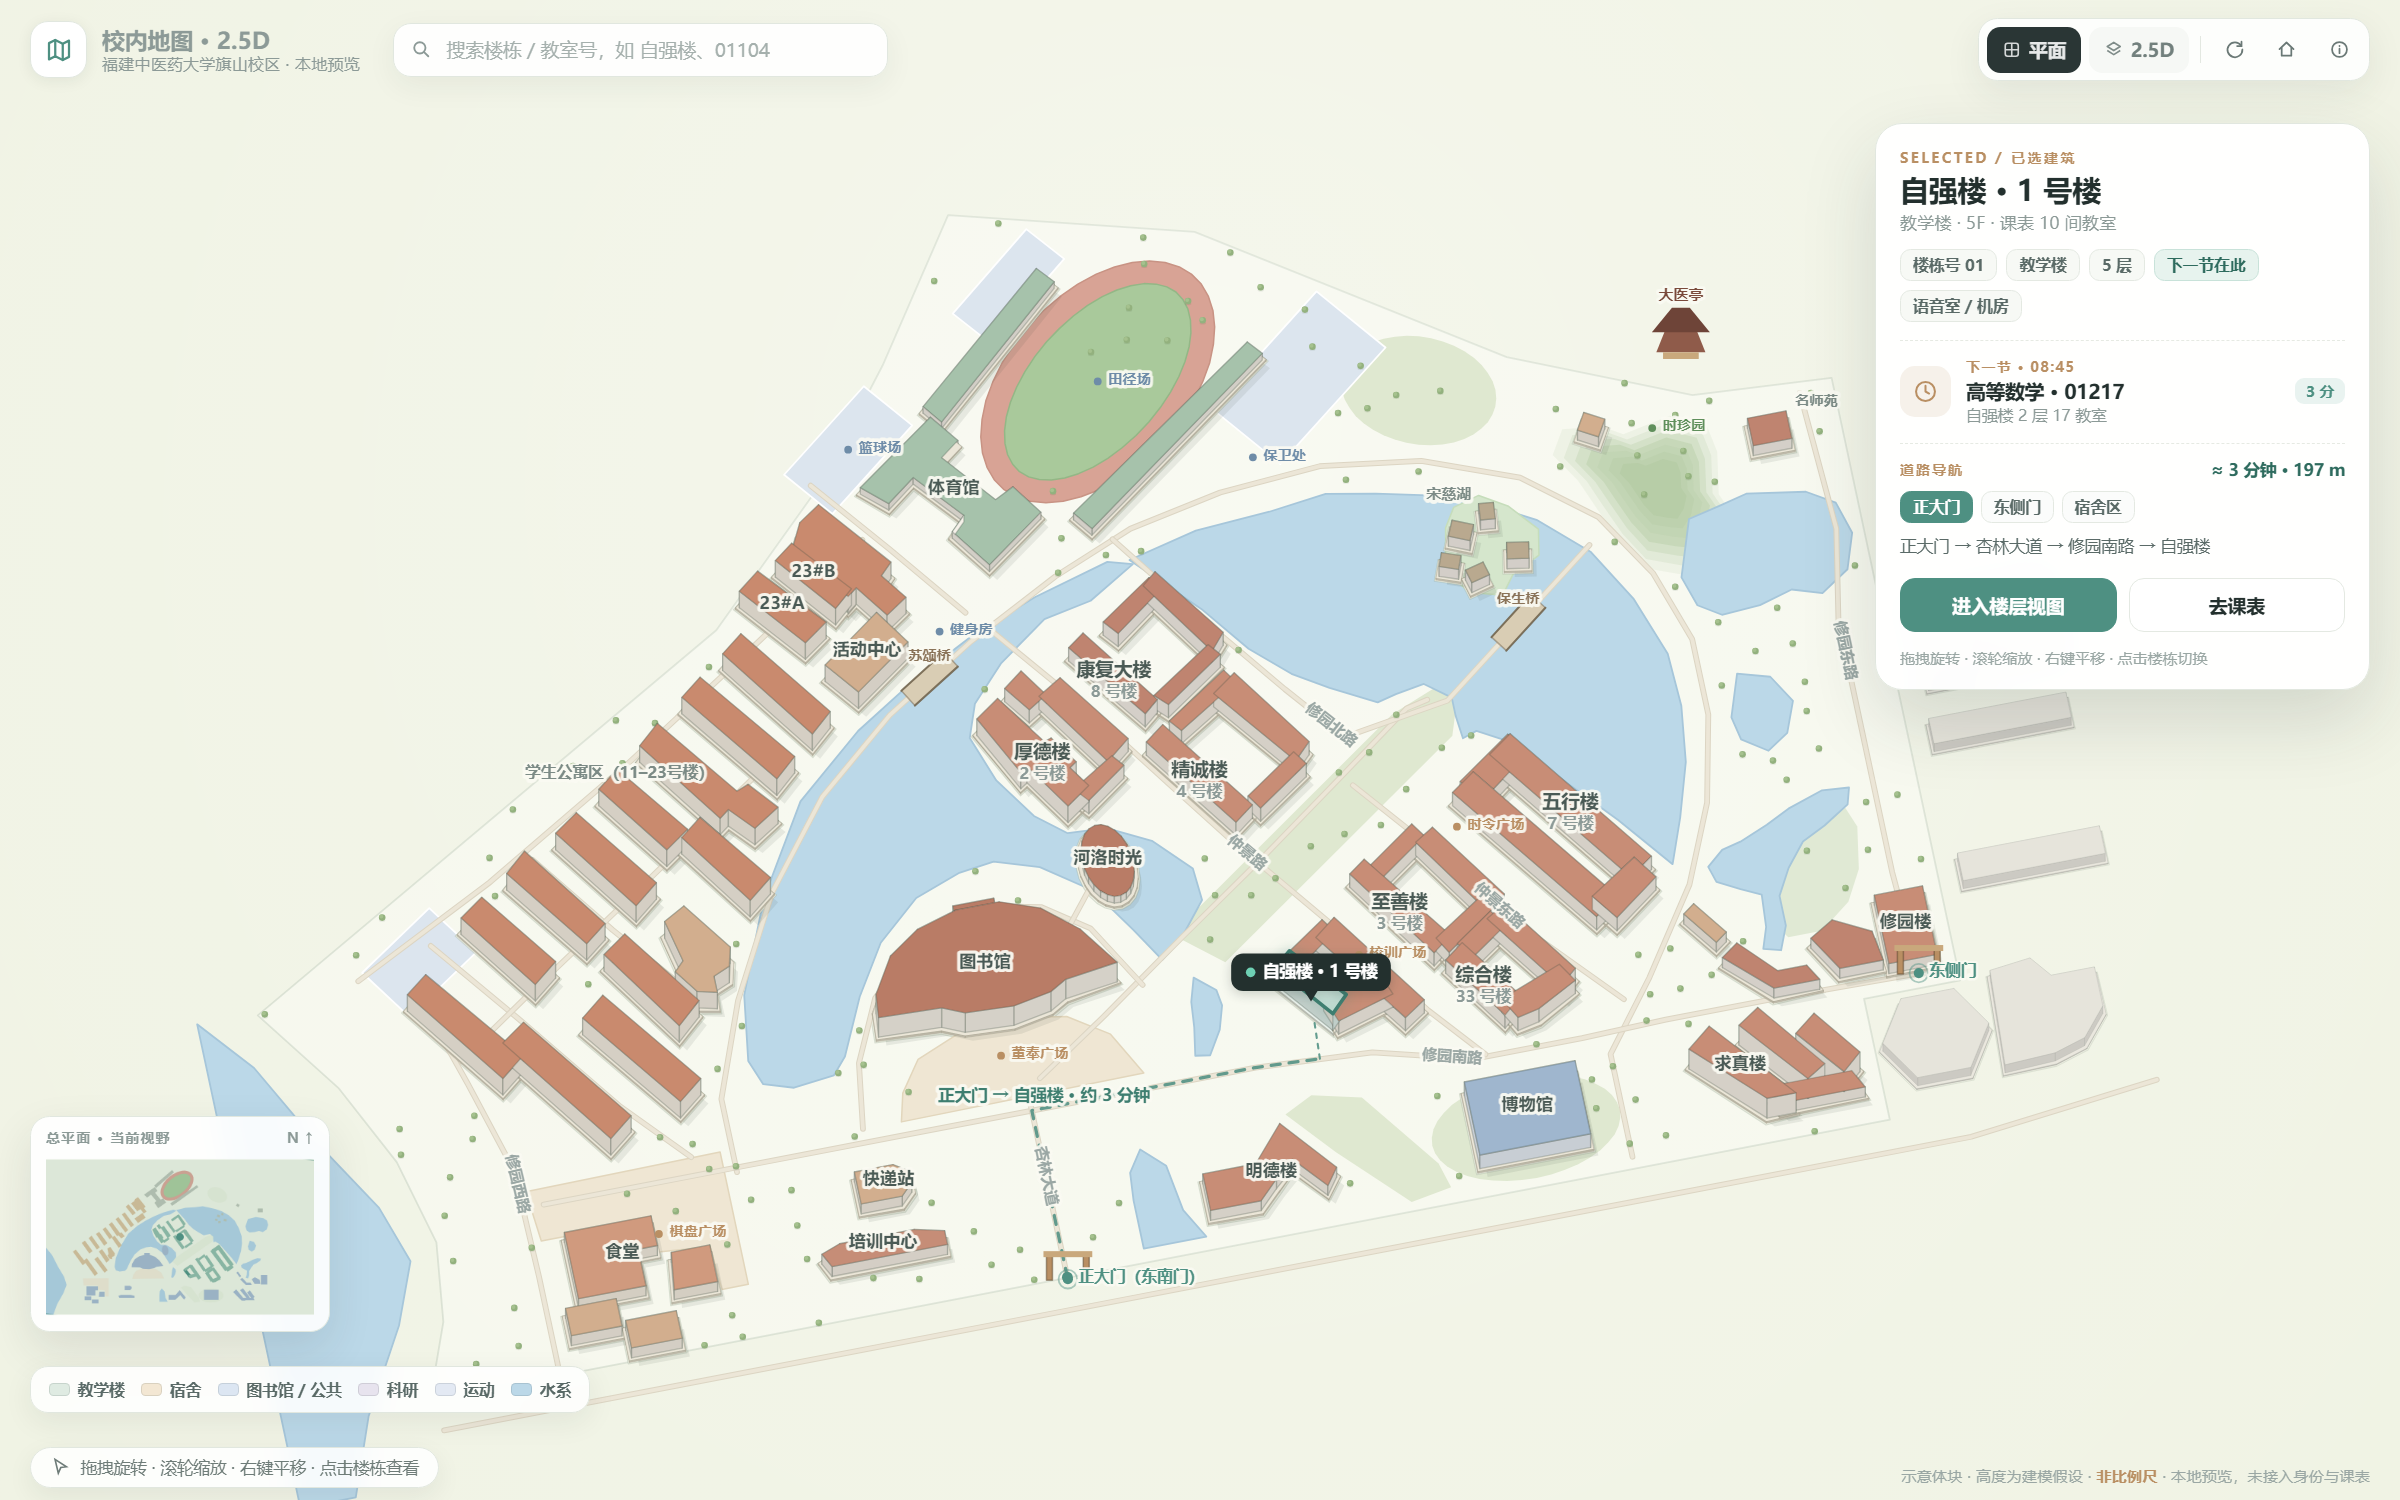 校内地图 • 2.5D
福建中医药大学旗山校区 · 本地预览
搜索楼栋 / 教室号，如 自强楼、01104
平面
2.5D
SELECTED / 已选建筑
自强楼 • 1 号楼
教学楼 · 5F · 课表 10 间教室
楼栋号 01
教学楼
5 层
下一节在此
语音室 / 机房
下一节 • 08:45
高等数学 • 01217
自强楼 2 层 17 教室
3 分
道路导航
≈ 3 分钟 • 197 m
正大门
东侧门
宿舍区
正大门 → 杏林大道 → 修园南路 → 自强楼
进入楼层视图
去课表
拖拽旋转 · 滚轮缩放 · 右键平移 · 点击楼栋切换
大医亭
田径场
名师苑
时珍园
篮球场
保卫处
体育馆
宋慈湖
23#B
23#A
保生桥
健身房
活动中心
苏颂桥
修园东路
康复大楼
8 号楼
修园北路
厚德楼
2 号楼
精诚楼
4 号楼
学生公寓区（11–23号楼）
五行楼
7 号楼
时令广场
仲景路
河洛时光
至善楼
3 号楼
仲景东路
修园楼
培训广场
图书馆
自强楼 • 1 号楼
综合楼
33 号楼
东侧门
董奉广场
修园南路
求真楼
正大门 → 自强楼 • 约 3 分钟
博物馆
杏林大道
修园西路
快递站
明德楼
棋盘广场
食堂
培训中心
正大门（东南门）
总平面 • 当前视野
N ↑
教学楼
宿舍
图书馆 / 公共
科研
运动
水系
拖拽旋转 · 滚轮缩放 · 右键平移 · 点击楼栋查看
示意体块 · 高度为建模假设 · 非比例尺 · 本地预览，未接入身份与课表